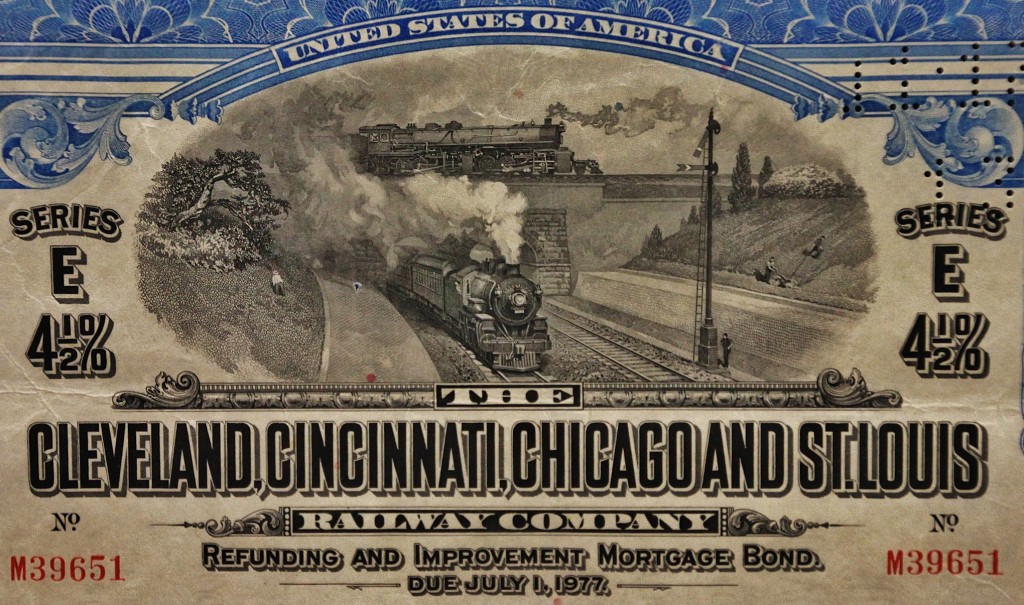 UNITED STATES OF AMERICA
SERIES
E
4½%
SERIES
E
4½%
THE
CLEVELAND, CINCINNATI, CHICAGO AND ST. LOUIS
RAILWAY COMPANY
Nº
M39651
Nº
M39651
REFUNDING AND IMPROVEMENT MORTGAGE BOND.
DUE JULY 1, 1977.